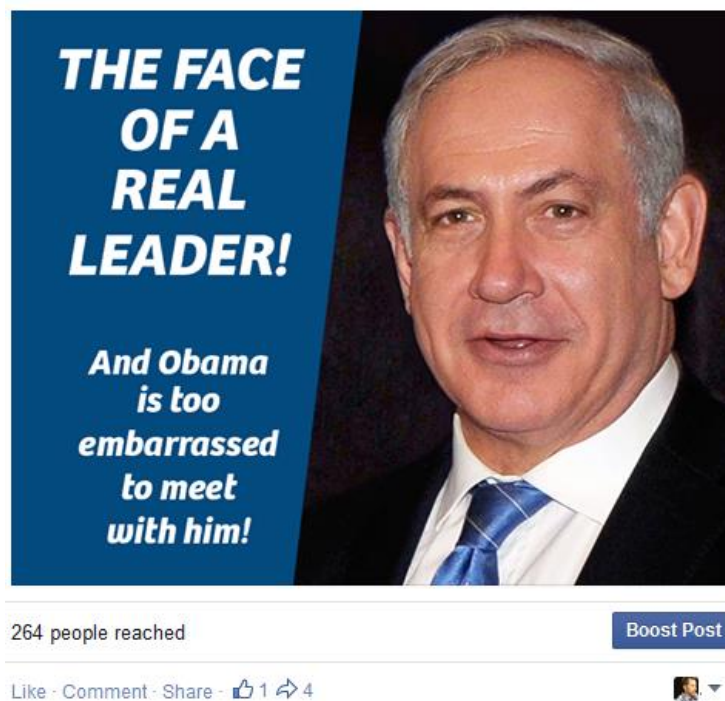 THE FACE
OF A
REAL
LEADER!
And Obama
is too
embarrassed
to meet
with him!
264 people reached
Boost Post
Like · Comment · Share · 1 4